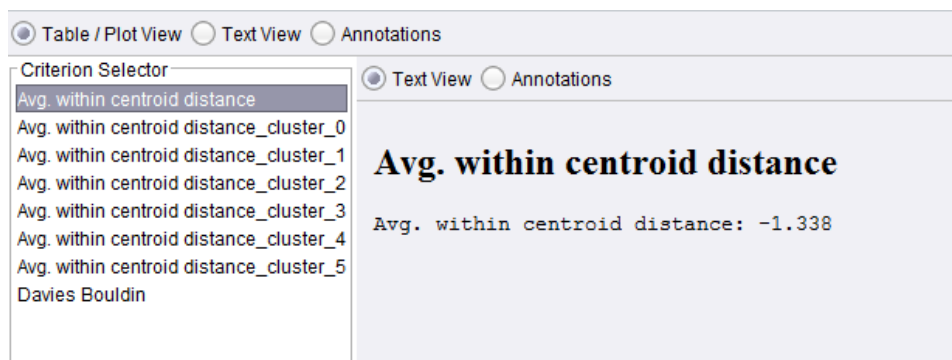 Table / Plot View Text View Annotations
Criterion Selector
Avg. within centroid distance
Avg. within centroid distance_cluster_0
Avg. within centroid distance_cluster_1
Avg. within centroid distance_cluster_2
Avg. within centroid distance_cluster_3
Avg. within centroid distance_cluster_4
Avg. within centroid distance_cluster_5
Davies Bouldin
Text View Annotations
Avg. within centroid distance
Avg. within centroid distance: -1.338